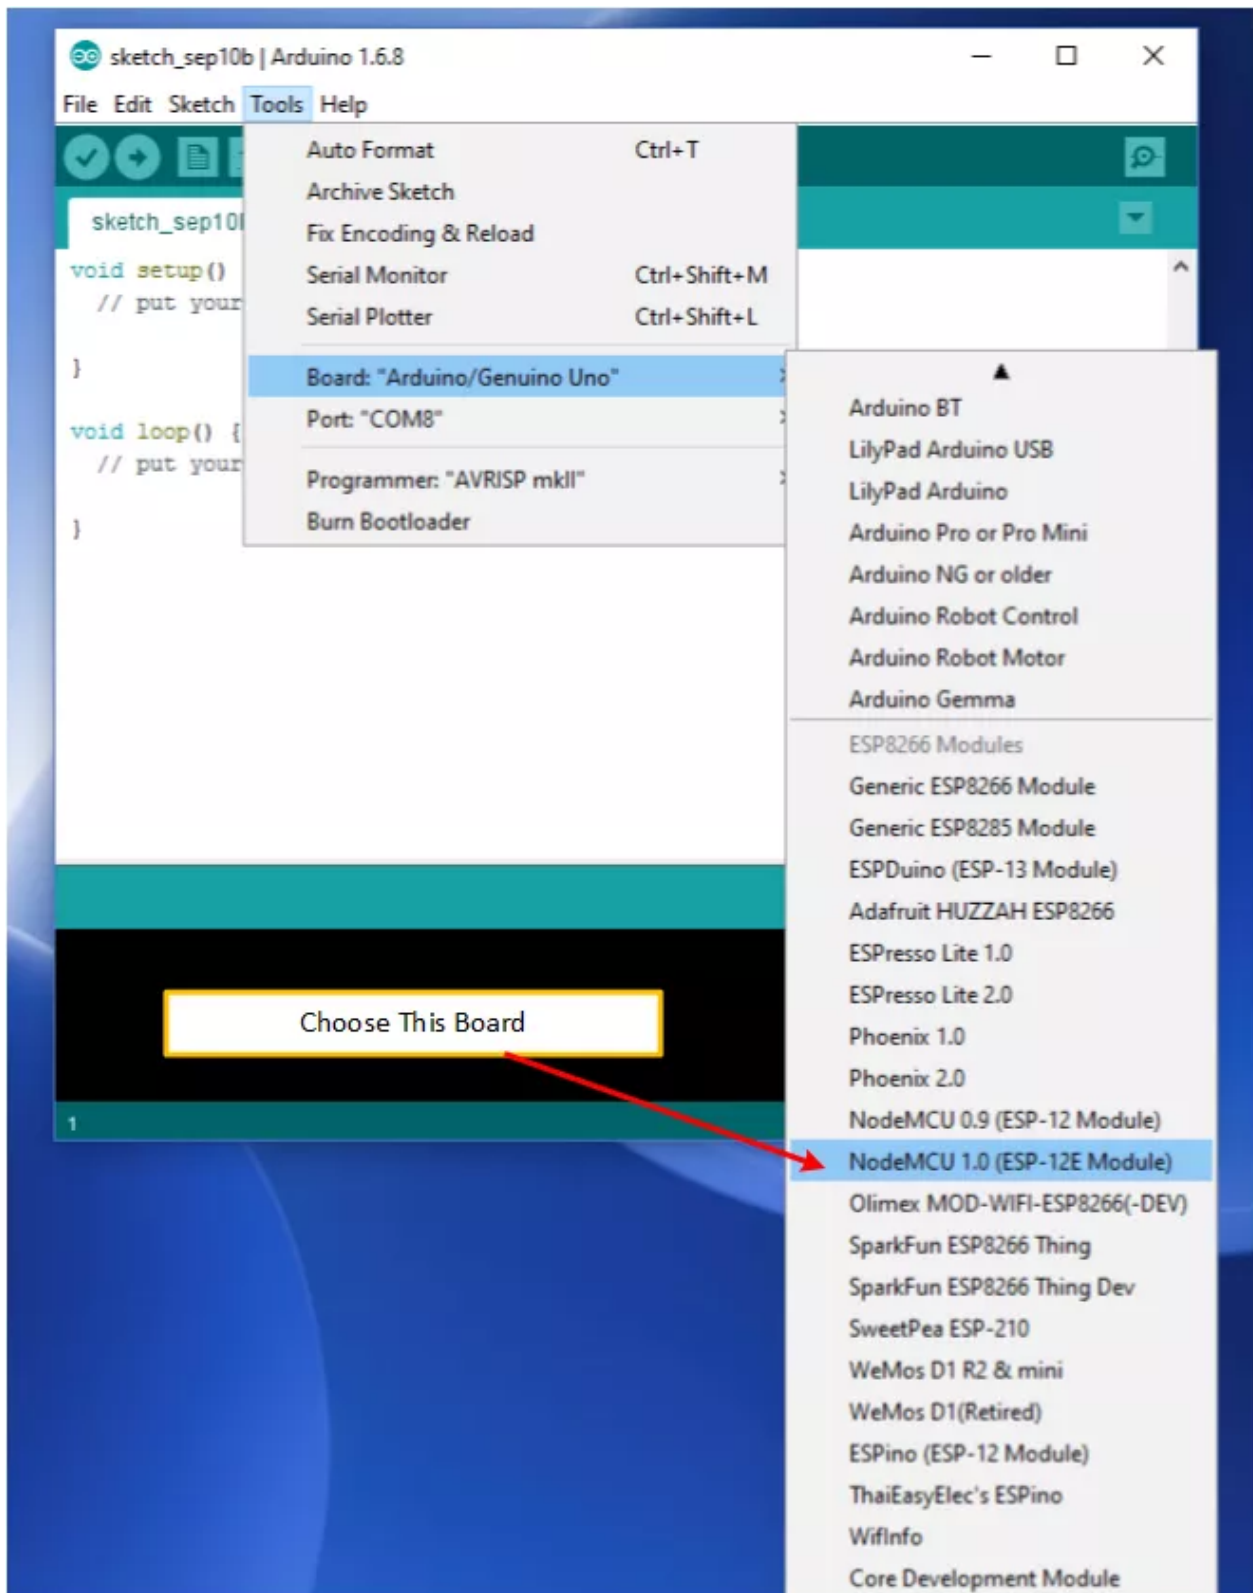 sketch_sep10b | Arduino 1.6.8
File Edit Sketch Tools Help
Auto Format Ctrl+T
Archive Sketch
Fix Encoding & Reload
Serial Monitor Ctrl+Shift+M
Serial Plotter Ctrl+Shift+L
Board: "Arduino/Genuino Uno"
Port: "COM8"
Programmer: "AVRISP mkII"
Burn Bootloader
sketch_sep10
void setup()
// put your
}
void loop() {
// put your
}
Arduino BT
LilyPad Arduino USB
LilyPad Arduino
Arduino Pro or Pro Mini
Arduino NG or older
Arduino Robot Control
Arduino Robot Motor
Arduino Gemma
ESP8266 Modules
Generic ESP8266 Module
Generic ESP8285 Module
ESPDuino (ESP-13 Module)
Adafruit HUZZAH ESP8266
ESPresso Lite 1.0
ESPresso Lite 2.0
Phoenix 1.0
Phoenix 2.0
NodeMCU 0.9 (ESP-12 Module)
NodeMCU 1.0 (ESP-12E Module)
Olimex MOD-WIFI-ESP8266(-DEV)
SparkFun ESP8266 Thing
SparkFun ESP8266 Thing Dev
SweetPea ESP-210
WeMos D1 R2 & mini
WeMos D1(Retired)
ESPino (ESP-12 Module)
ThaiEasyElec's ESPino
WifInfo
Core Development Module
Choose This Board
1